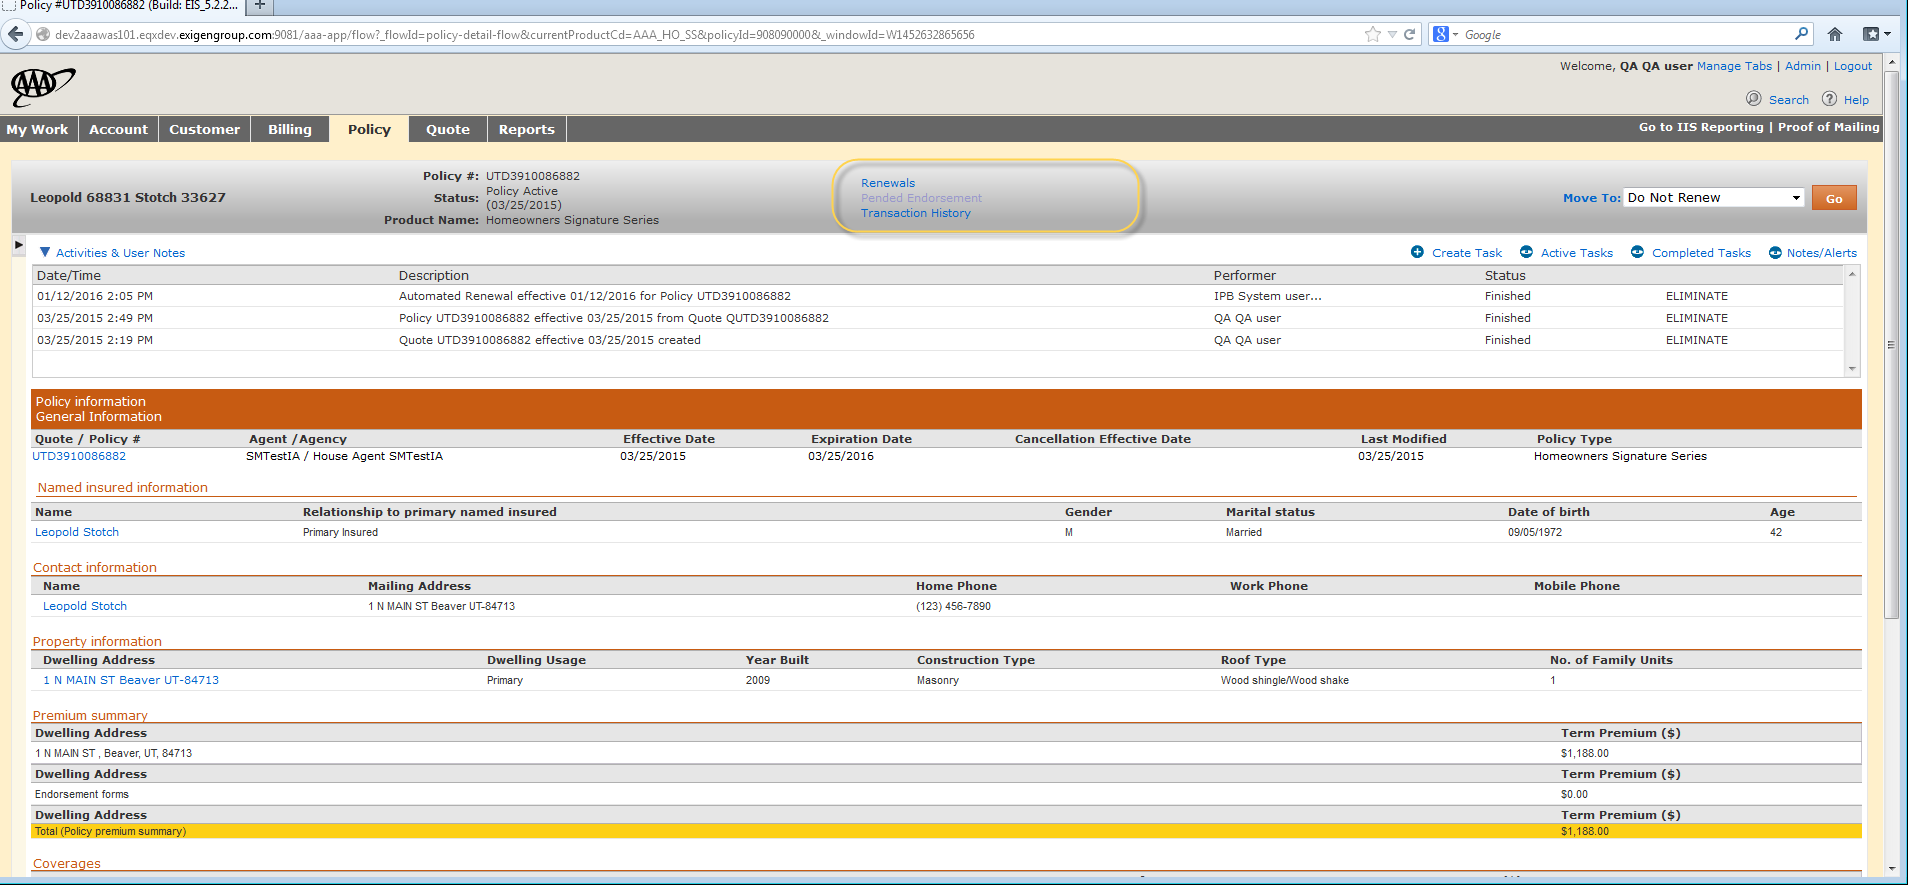 Policy #UTD3910086882 (Build: EIS_5.2.2...
dev2aaawas101.eqxdev.exigengroup.com:9081/aaa-app/flow?_flowId=policy-detail-flow&currentProductCd=AAA_HO_SS&policyId=908090000&_windowId=W1452632865656
Google
AAA
Welcome, QA QA user Manage Tabs | Admin | Logout
Search Help
My Work Account Customer Billing Policy Quote Reports
Go to IIS Reporting | Proof of Mailing
Leopold 68831 Stotch 33627
Policy #: UTD3910086882
Status: Policy Active (03/25/2015)
Product Name: Homeowners Signature Series
Renewals
Pended Endorsement
Transaction History
Move To: Do Not Renew Go
Activities & User Notes
Create Task Active Tasks Completed Tasks Notes/Alerts
Date/Time Description Performer Status
01/12/2016 2:05 PM Automated Renewal effective 01/12/2016 for Policy UTD3910086882 IPB System user... Finished ELIMINATE
03/25/2015 2:49 PM Policy UTD3910086882 effective 03/25/2015 from Quote QUTD3910086882 QA QA user Finished ELIMINATE
03/25/2015 2:19 PM Quote UTD3910086882 effective 03/25/2015 created QA QA user Finished ELIMINATE
Policy information
General Information
Quote / Policy # Agent /Agency Effective Date Expiration Date Cancellation Effective Date Last Modified Policy Type
UTD3910086882 SMTestIA / House Agent SMTestIA 03/25/2015 03/25/2016 03/25/2015 Homeowners Signature Series
Named insured information
Name Relationship to primary named insured Gender Marital status Date of birth Age
Leopold Stotch Primary Insured M Married 09/05/1972 42
Contact information
Name Mailing Address Home Phone Work Phone Mobile Phone
Leopold Stotch 1 N MAIN ST Beaver UT-84713 (123) 456-7890
Property information
Dwelling Address Dwelling Usage Year Built Construction Type Roof Type No. of Family Units
1 N MAIN ST Beaver UT-84713 Primary 2009 Masonry Wood shingle/Wood shake 1
Premium summary
Dwelling Address Term Premium ($)
1 N MAIN ST , Beaver, UT, 84713 $1,188.00
Dwelling Address Term Premium ($)
Endorsement forms $0.00
Dwelling Address Term Premium ($)
Total (Policy premium summary) $1,188.00
Coverages